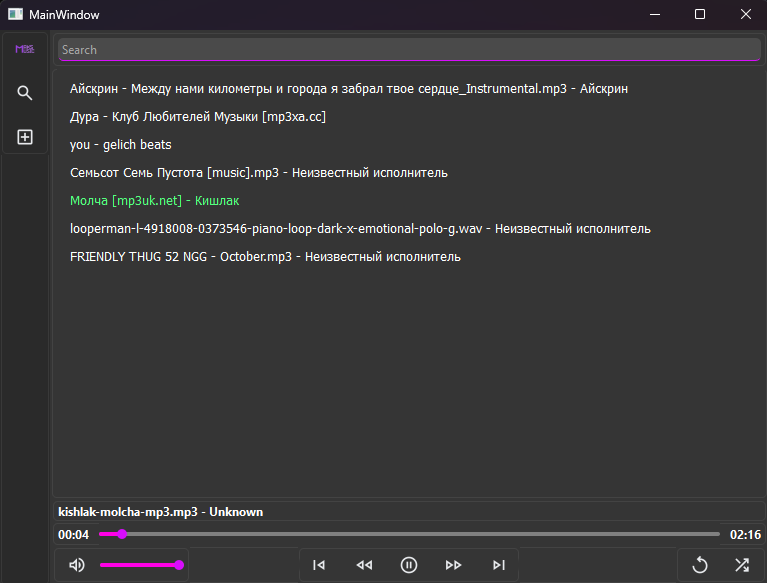 MainWindow
Search
Айскрин - Между нами километры и города я забрал твое сердце_Instrumental.mp3 - Айскрин
Дура - Клуб Любителей Музыки [mp3xa.cc]
you - gelich beats
Семьсот Семь Пустота [music].mp3 - Неизвестный исполнитель
Молча [mp3uk.net] - Кишлак
looperman-l-4918008-0373546-piano-loop-dark-x-emotional-polo-g.wav - Неизвестный исполнитель
FRIENDLY THUG 52 NGG - October.mp3 - Неизвестный исполнитель
kishlak-molcha-mp3.mp3 - Unknown
00:04 02:16